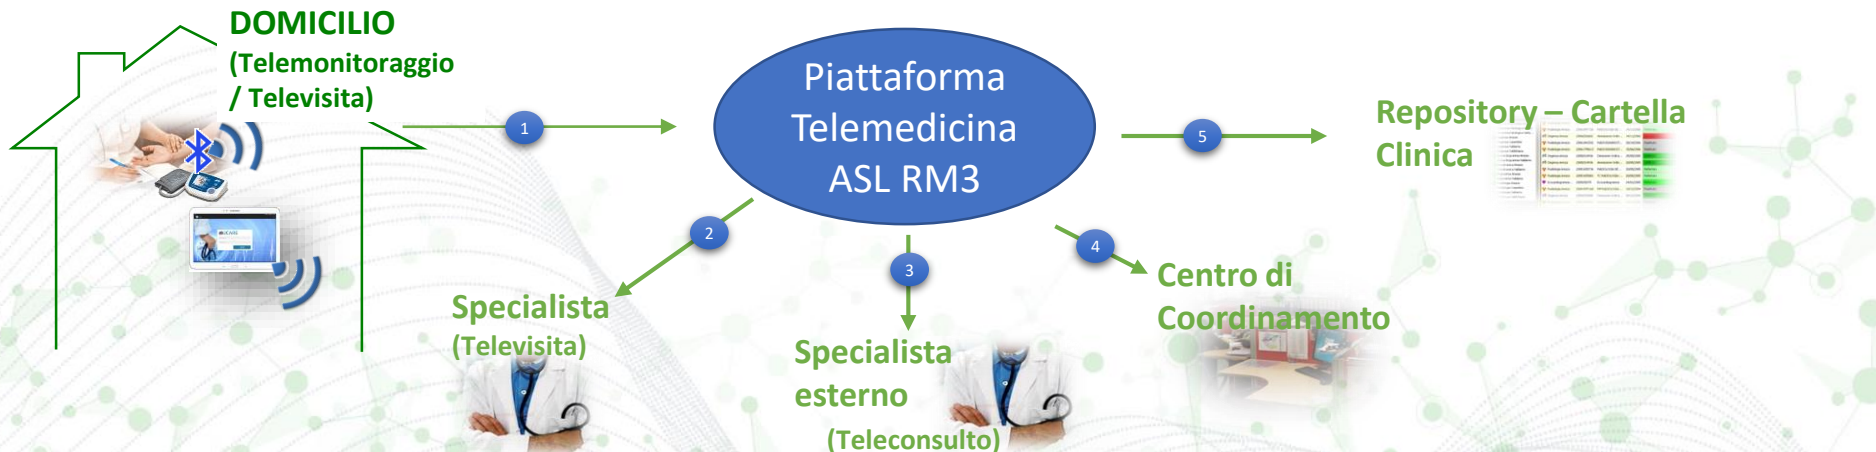 DOMICILIO
(Telemonitoraggio
/ Televisita)
1
Piattaforma
Telemedicina
ASL RM3
5
Repository – Cartella
Clinica
2
3
4
Specialista
(Televisita)
Specialista
esterno
(Teleconsulto)
Centro di
Coordinamento